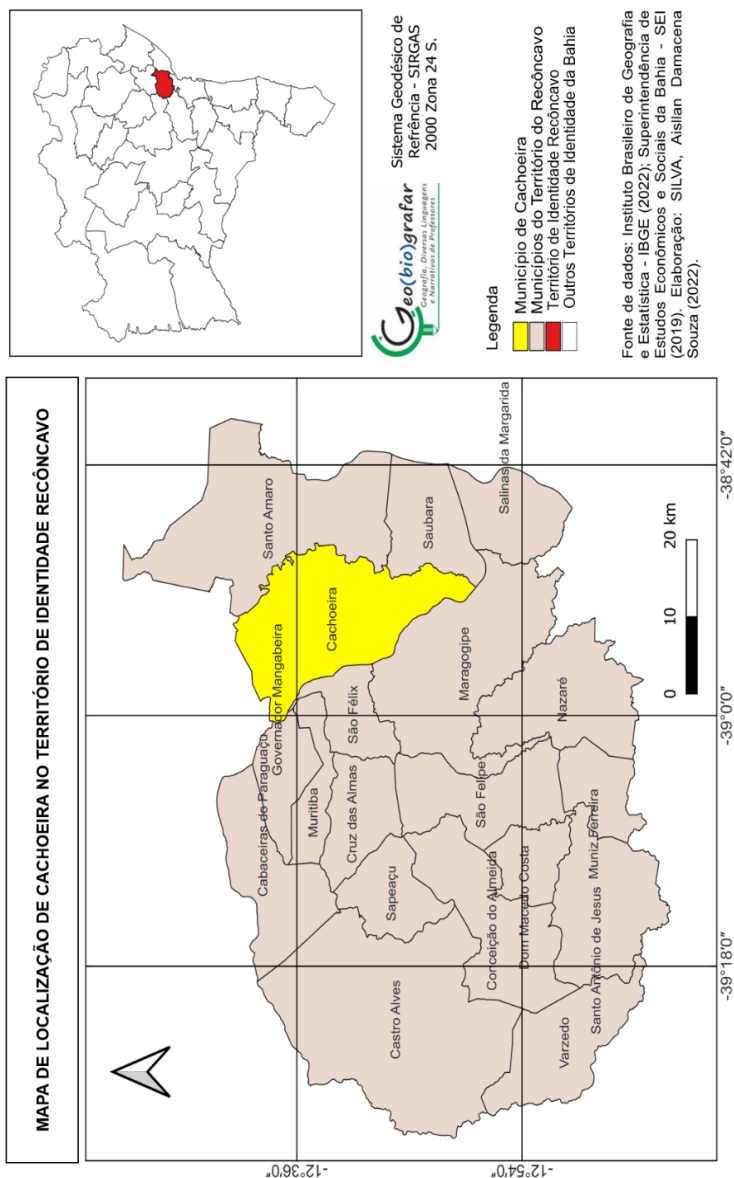 MAPA DE LOCALIZAÇÃO DE CACHOEIRA NO TERRITÓRIO DE IDENTIDADE RECÔNCAVO
Santo Amaro
Cachoeira
Governador Mangabeira
Cabaceiras do Paraguaçu
Saubara
Salinas da Margarida
Muritiba
São Félix
Cruz das Almas
Maragogipe
Sapeaçu
Castro Alves
São Felipe
Nazaré
Conceição do Almeida
Dom Macedo Costa
Muniz Ferreira
Santo Antônio de Jesus
Varzedo
-12°36'0"
-12°54'0"
-39°18'0"
-39°0'0"
-38°42'0"
0 10 20 km
Geo(bio)grafar
Geografia, Diversas Linguagens
e Narrativas de Professores
Sistema Geodésico de
Refrência - SIRGAS
2000 Zona 24 S.
Legenda
Município de Cachoeira
Municípios do Território do Recôncavo
Território de Identidade Recôncavo
Outros Territórios de Identidade da Bahia
Fonte de dados: Instituto Brasileiro de Geografia
e Estatística - IBGE (2022); Superintendência de
Estudos Econômicos e Sociais da Bahia - SEI
(2019). Elaboração: SILVA, Aisllan Damacena
Souza (2022).